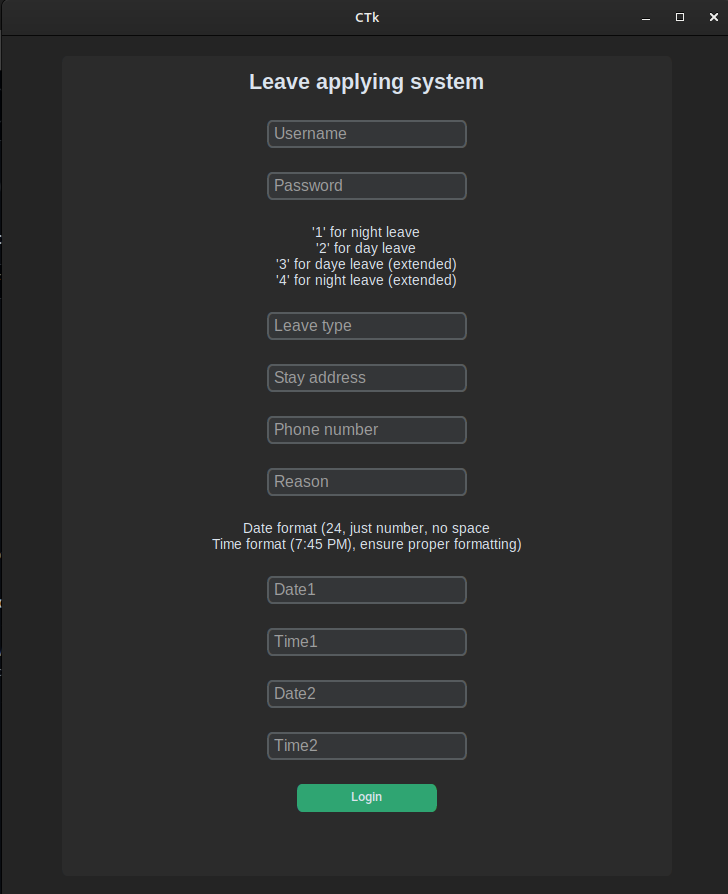 CTk
Leave applying system
Username
Password
'1' for night leave
'2' for day leave
'3' for daye leave (extended)
'4' for night leave (extended)
Leave type
Stay address
Phone number
Reason
Date format (24, just number, no space
Time format (7:45 PM), ensure proper formatting)
Date1
Time1
Date2
Time2
Login